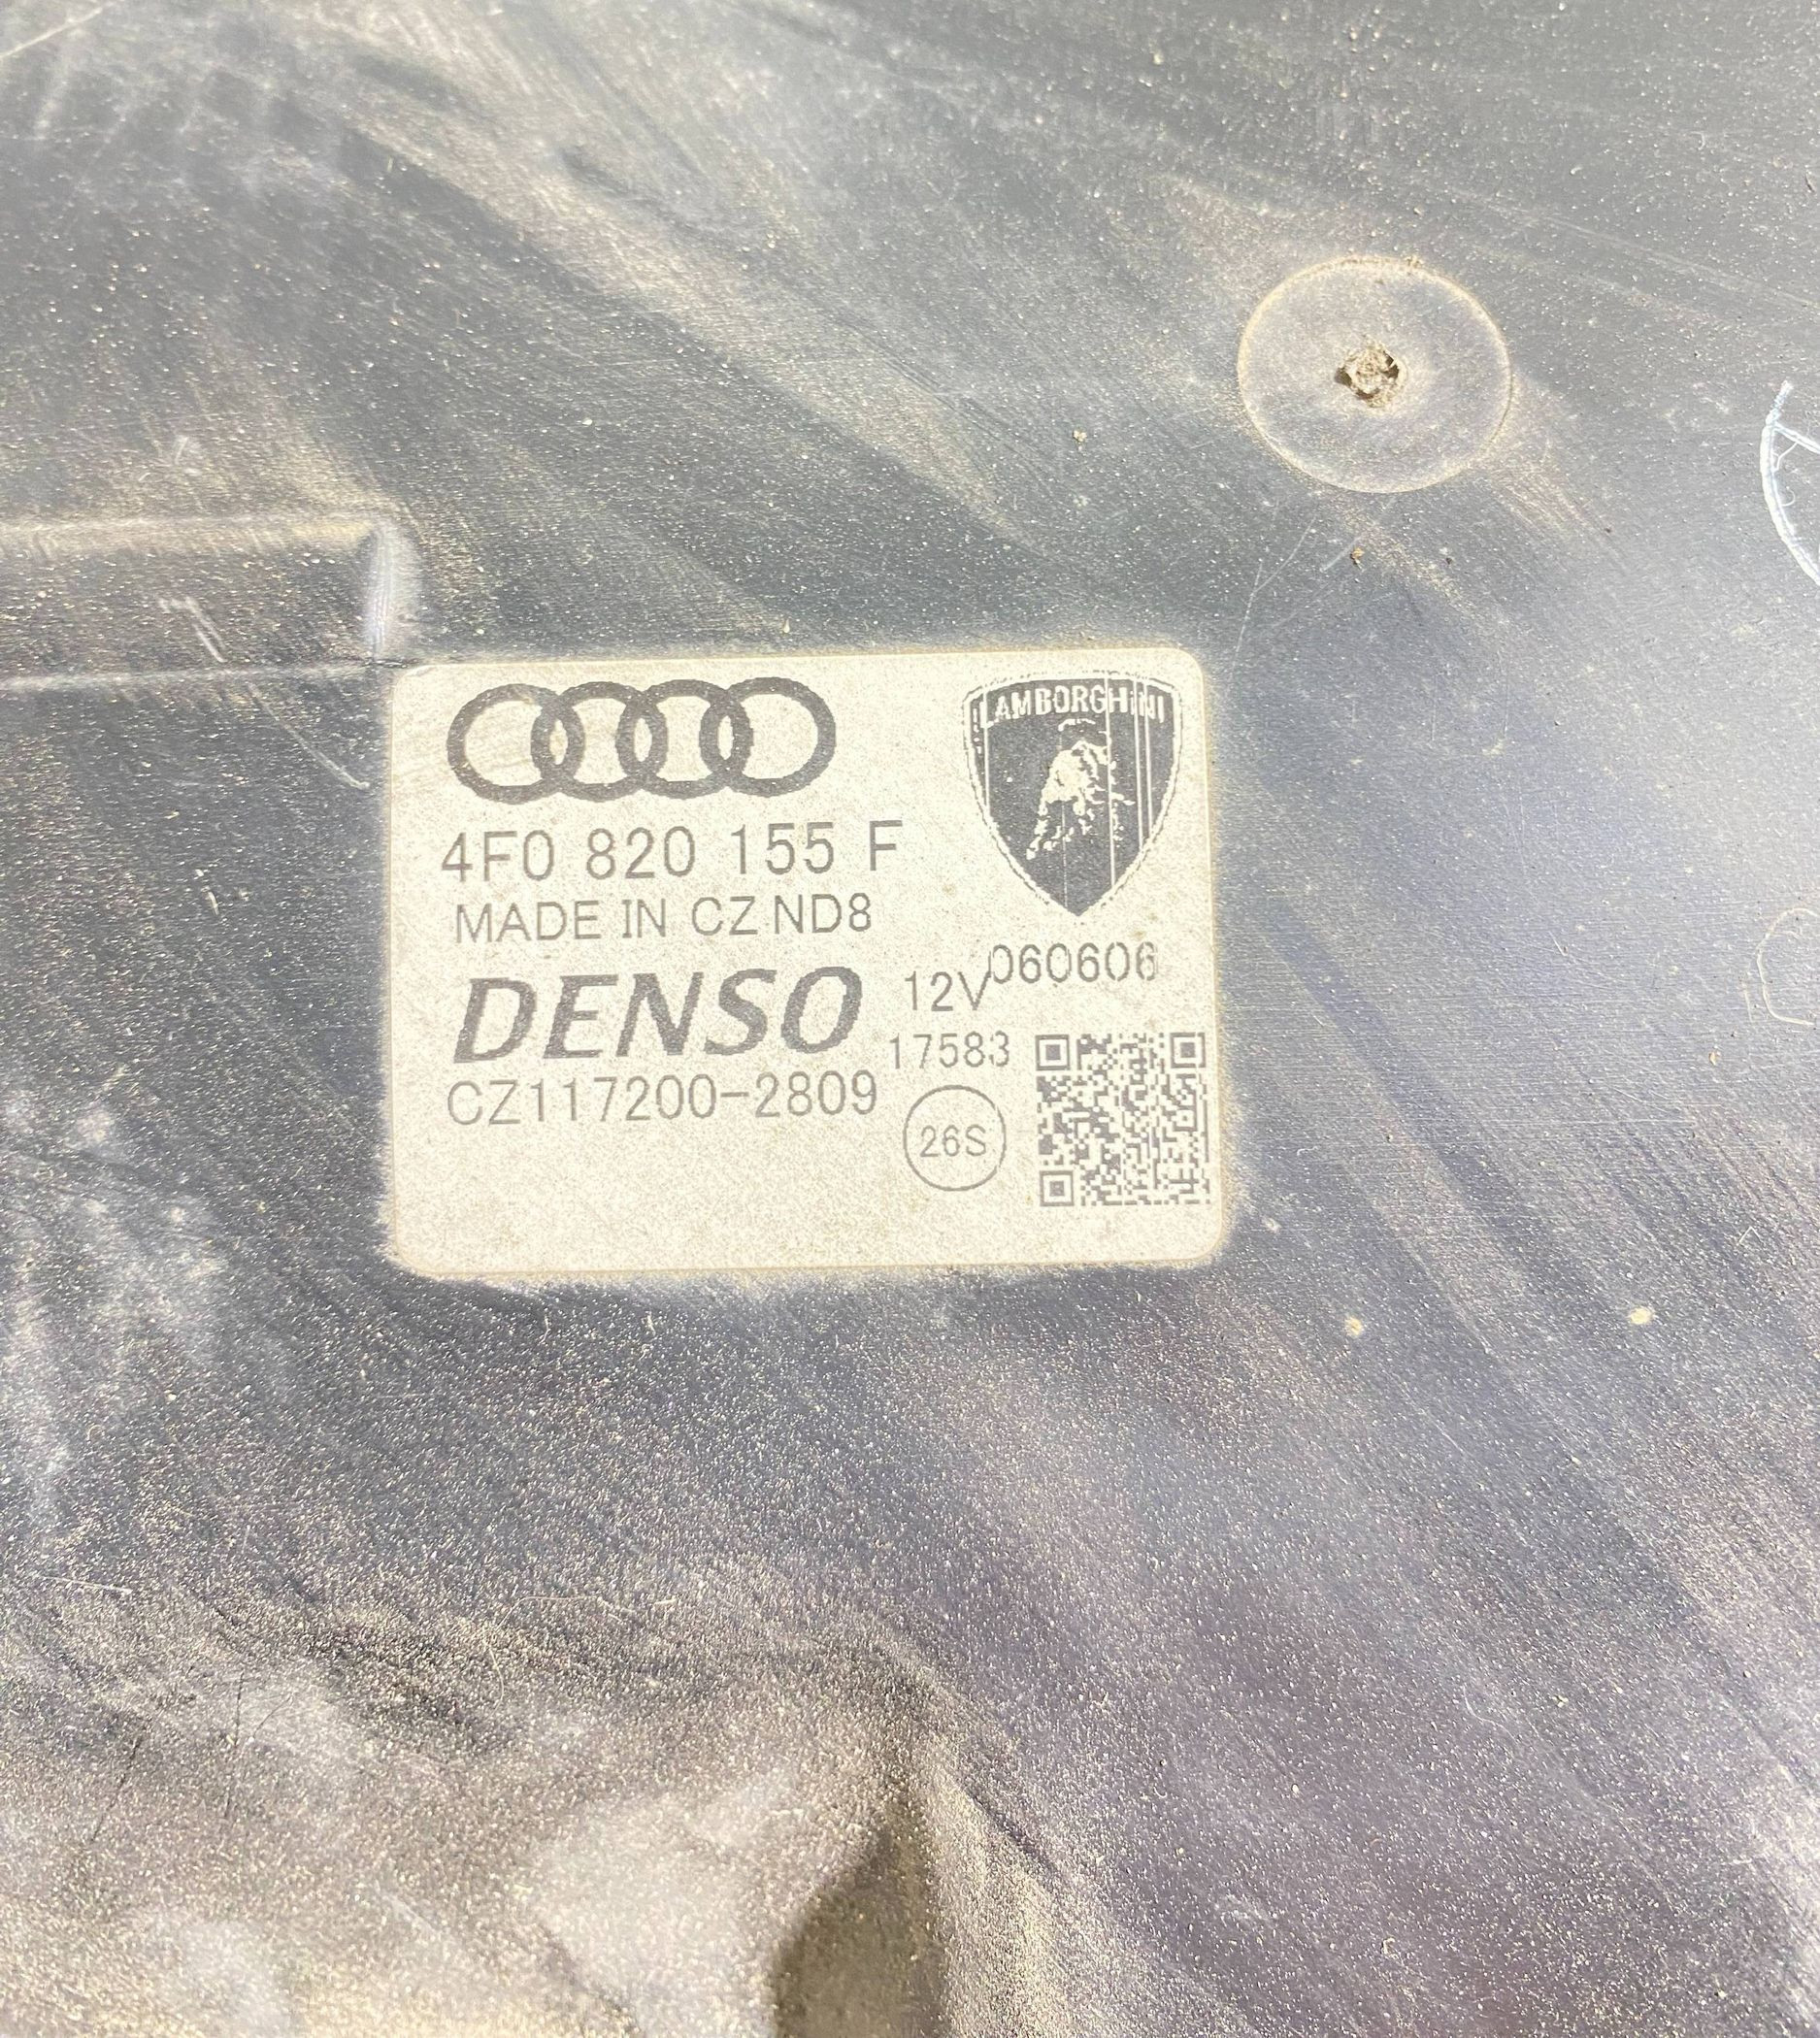 LAMBORGHINI
4F0 820 155 F
MADE IN CZ ND8
DENSO 12V 060606
17583
CZ117200-2809
26S